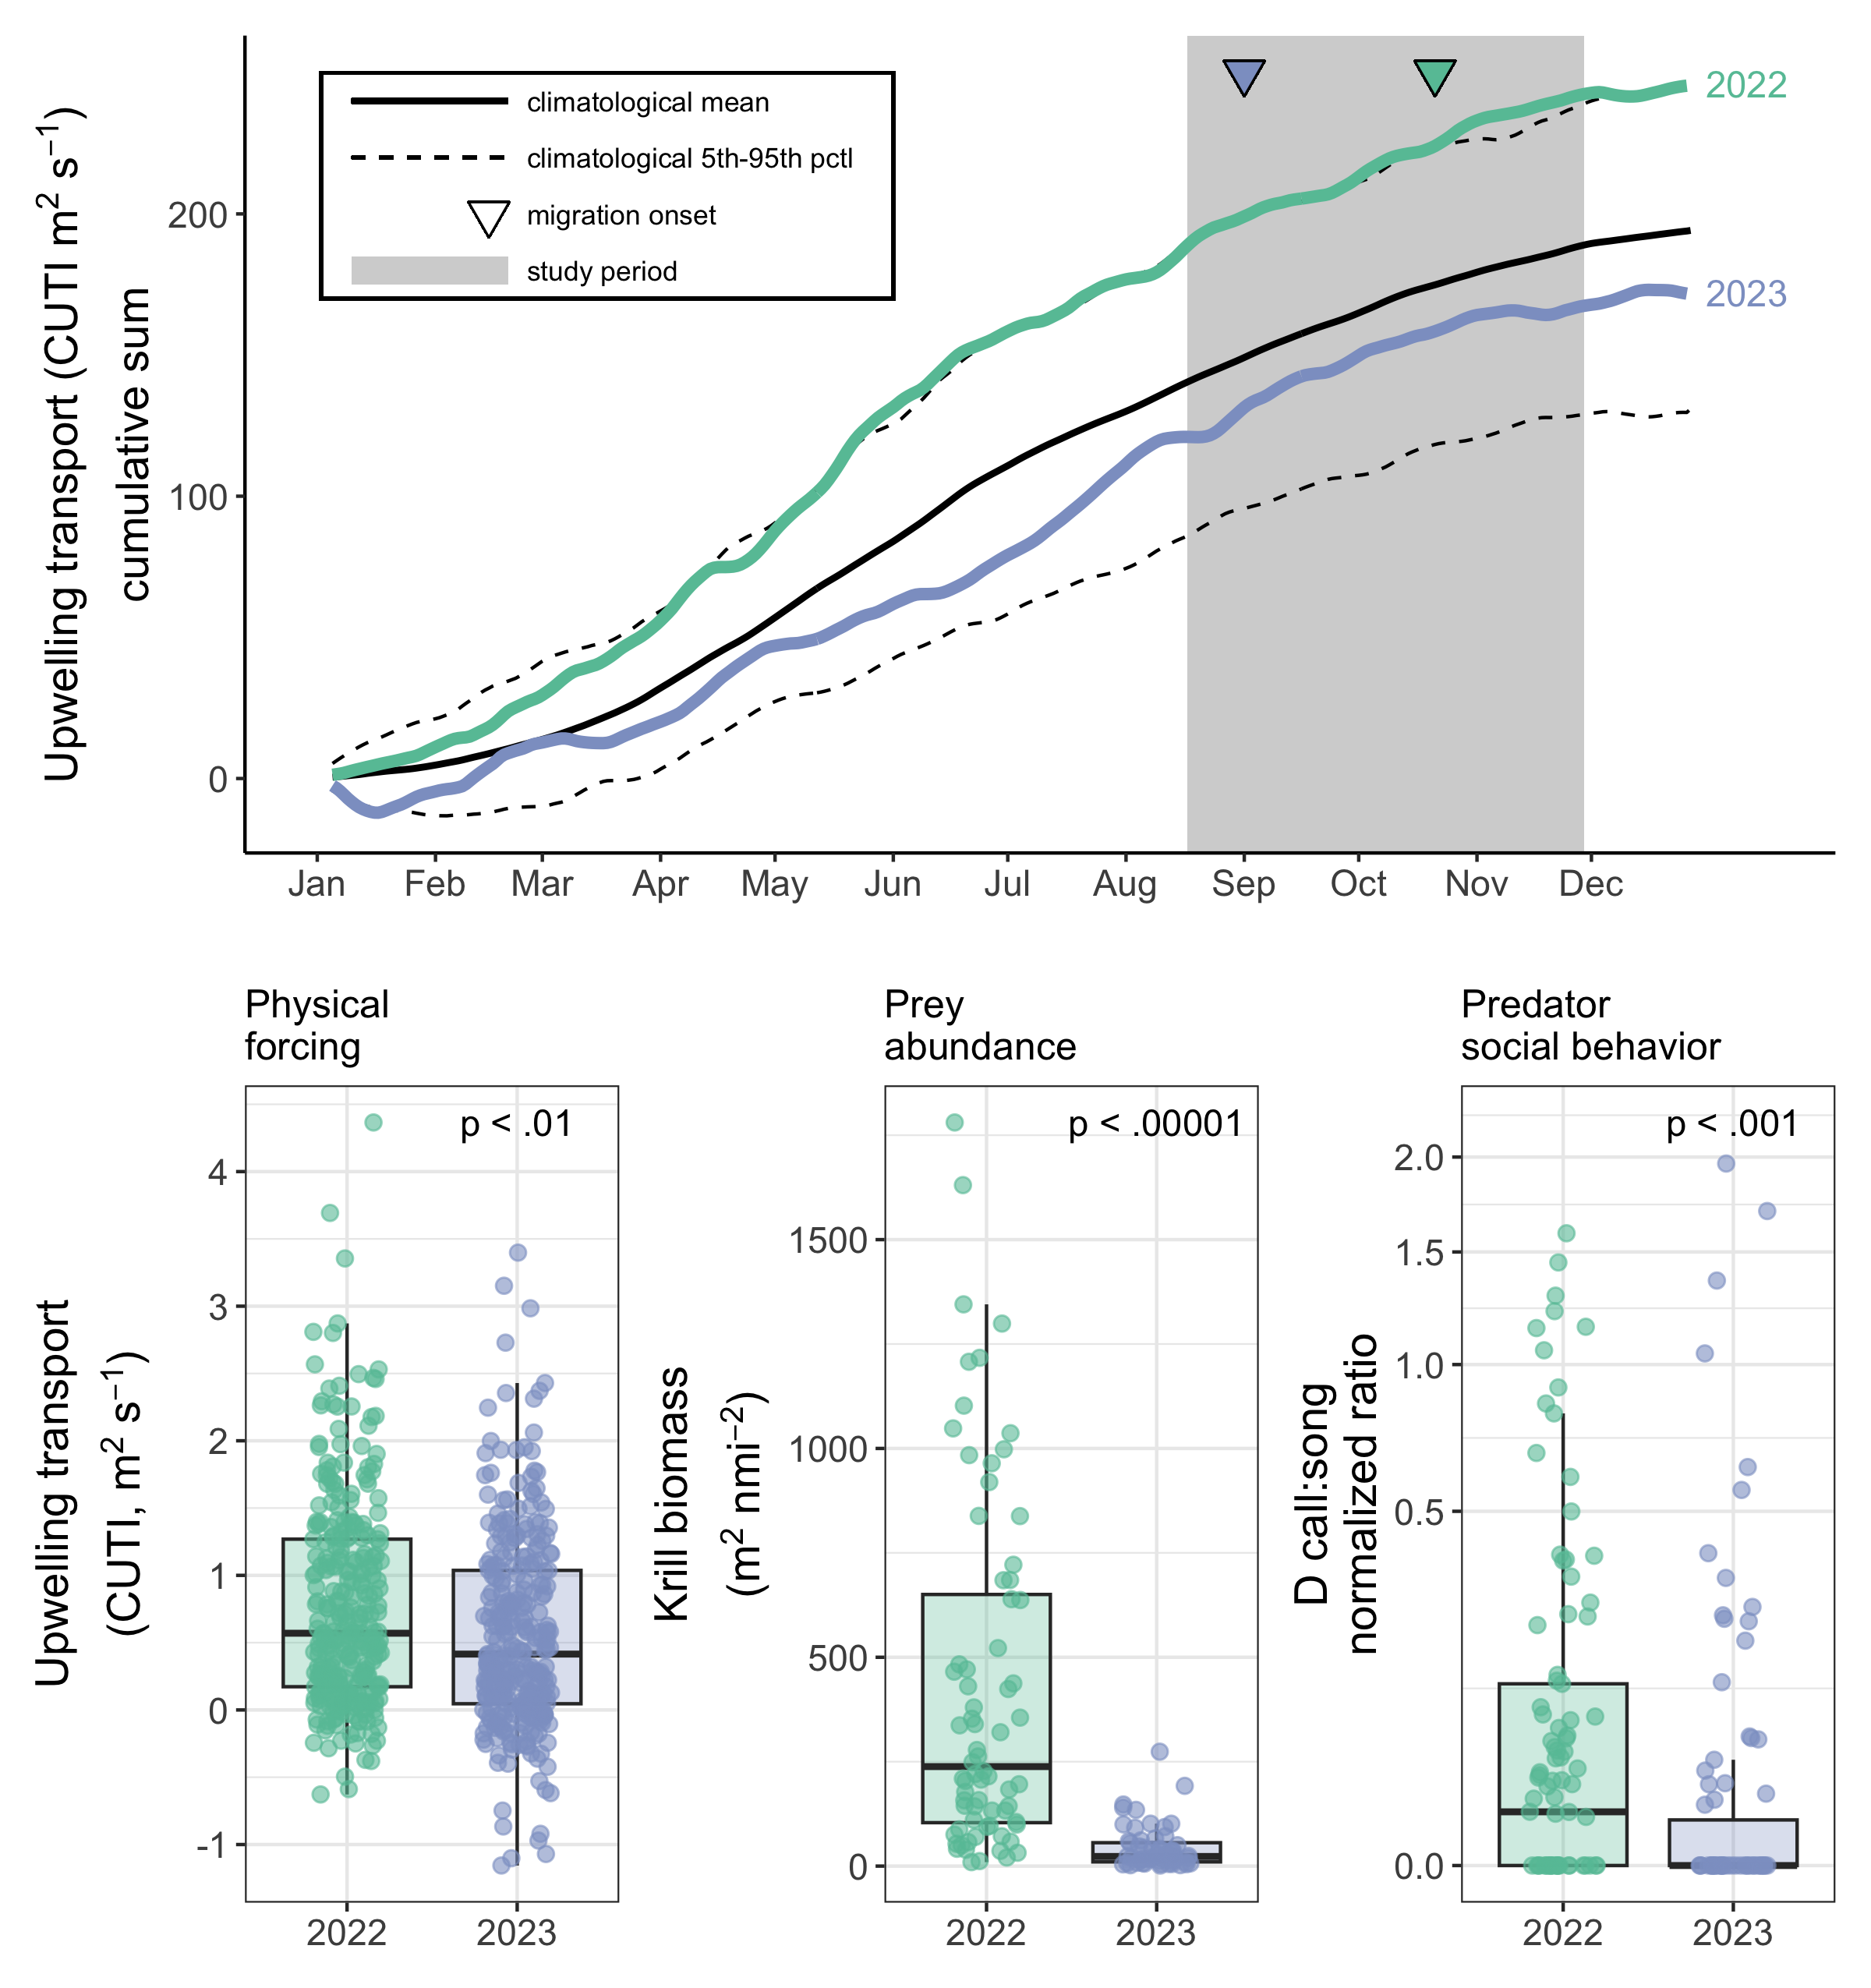 Upwelling transport (CUTI m² s⁻¹)
cumulative sum
200
100
0
climatological mean
climatological 5th-95th pctl
migration onset
study period
2022
2023
Jan Feb Mar Apr May Jun Jul Aug Sep Oct Nov Dec
Physical
forcing
Upwelling transport
(CUTI, m² s⁻¹)
4
3
2
1
0
-1
p < .01
2022 2023
Prey
abundance
Krill biomass
(m² nmi⁻²)
1500
1000
500
0
p < .00001
2022 2023
Predator
social behavior
D call:song
normalized ratio
2.0
1.5
1.0
0.5
0.0
p < .001
2022 2023